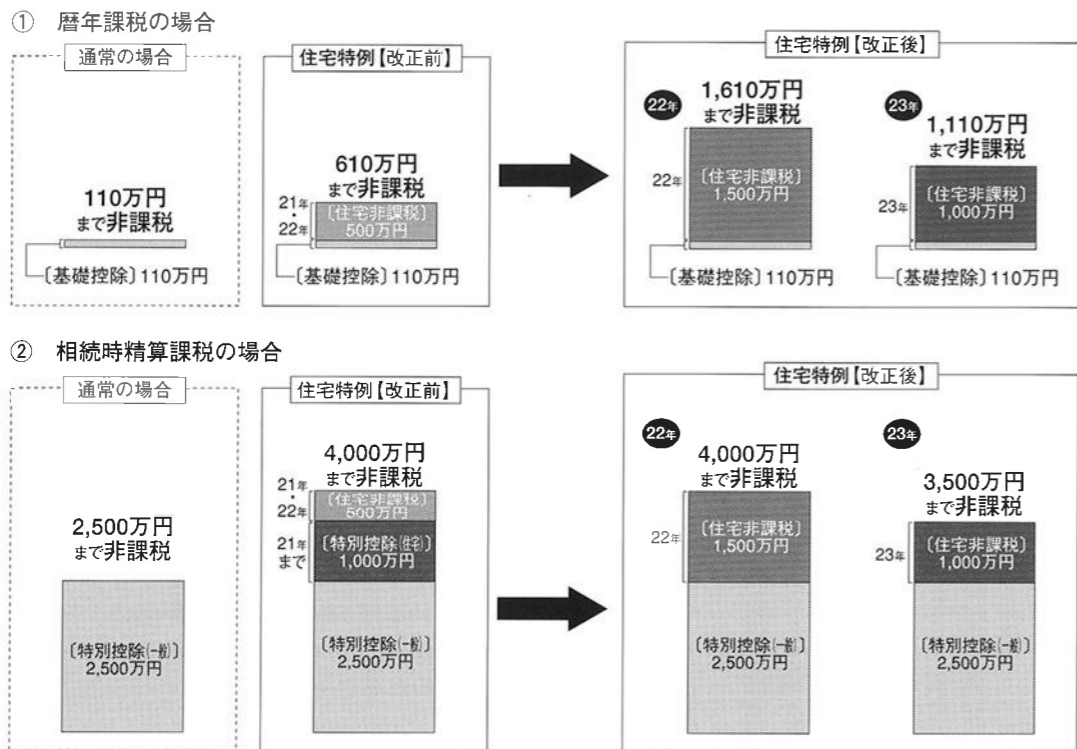 ① 暦年課税の場合
通常の場合
110万円
まで非課税
〔基礎控除〕110万円
住宅特例【改正前】
610万円
まで非課税
21年
・
22年
〔住宅非課税〕
500万円
〔基礎控除〕110万円
住宅特例【改正後】
22年
1,610万円
まで非課税
22年
〔住宅非課税〕
1,500万円
〔基礎控除〕110万円
23年
1,110万円
まで非課税
23年
〔住宅非課税〕
1,000万円
〔基礎控除〕110万円
② 相続時精算課税の場合
通常の場合
2,500万円
まで非課税
〔特別控除(一般)〕
2,500万円
住宅特例【改正前】
4,000万円
まで非課税
21年
・
22年
〔住宅非課税〕
500万円
21年
まで
〔特別控除(住宅)〕
1,000万円
〔特別控除(一般)〕
2,500万円
住宅特例【改正後】
22年
4,000万円
まで非課税
22年
〔住宅非課税〕
1,500万円
〔特別控除(一般)〕
2,500万円
23年
3,500万円
まで非課税
23年
〔住宅非課税〕
1,000万円
〔特別控除(一般)〕
2,500万円